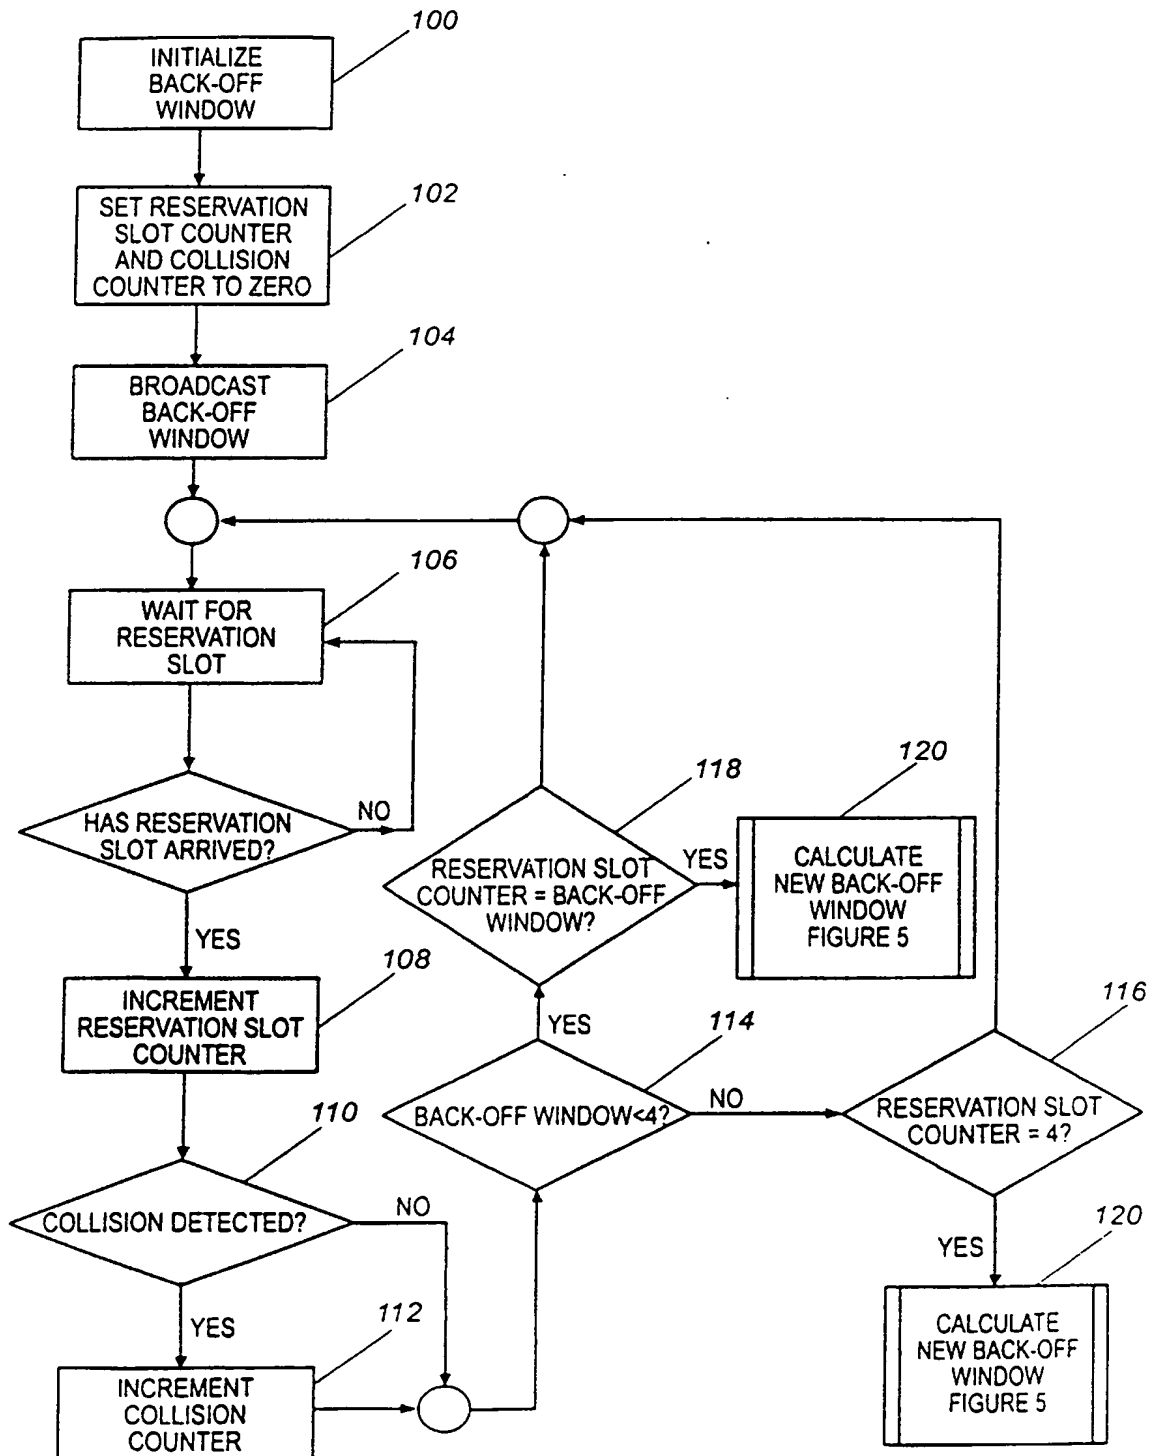 100
INITIALIZE
BACK-OFF
WINDOW
102
SET RESERVATION
SLOT COUNTER
AND COLLISION
COUNTER TO ZERO
104
BROADCAST
BACK-OFF
WINDOW
106
WAIT FOR
RESERVATION
SLOT
HAS RESERVATION
SLOT ARRIVED?
NO
YES
108
INCREMENT
RESERVATION SLOT
COUNTER
110
COLLISION DETECTED?
NO
YES
112
INCREMENT
COLLISION
COUNTER
114
BACK-OFF WINDOW<4?
YES
NO
118
RESERVATION SLOT
COUNTER = BACK-OFF
WINDOW?
YES
120
CALCULATE
NEW BACK-OFF
WINDOW
FIGURE 5
116
RESERVATION SLOT
COUNTER = 4?
YES
120
CALCULATE
NEW BACK-OFF
WINDOW
FIGURE 5